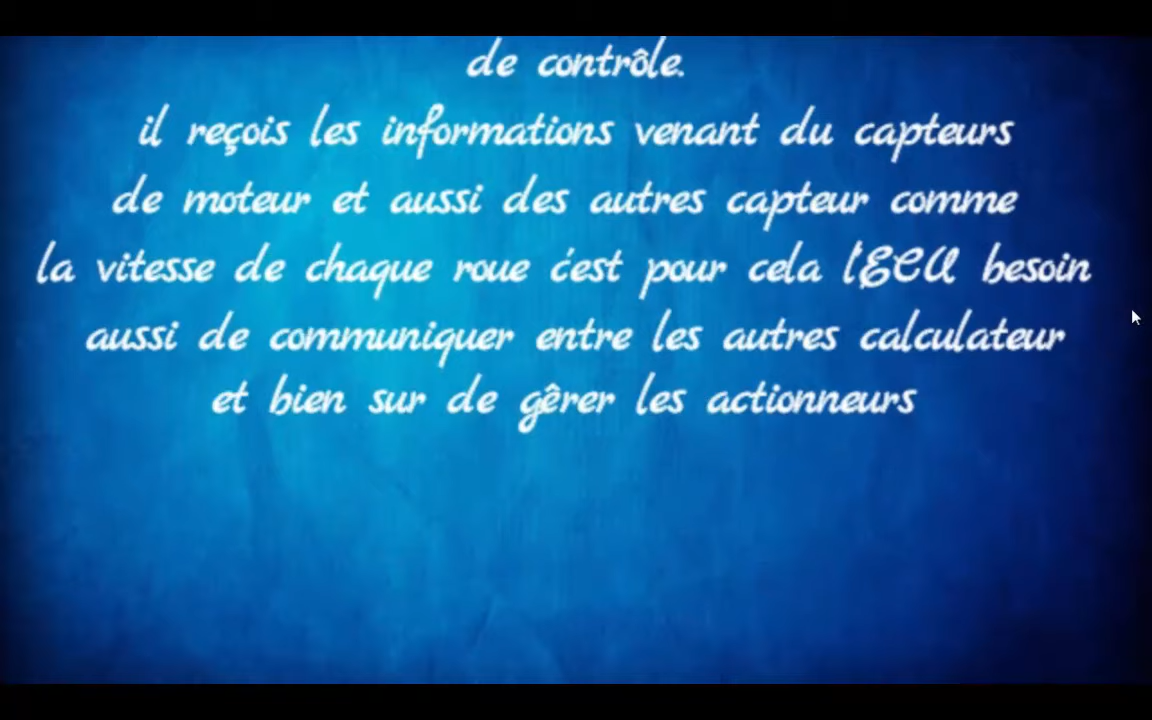 de contrôle.
il reçois les informations venant du capteurs
de moteur et aussi des autres capteur comme
la vitesse de chaque roue c'est pour cela l'ECU besoin
aussi de communiquer entre les autres calculateur
et bien sur de gêrer les actionneurs